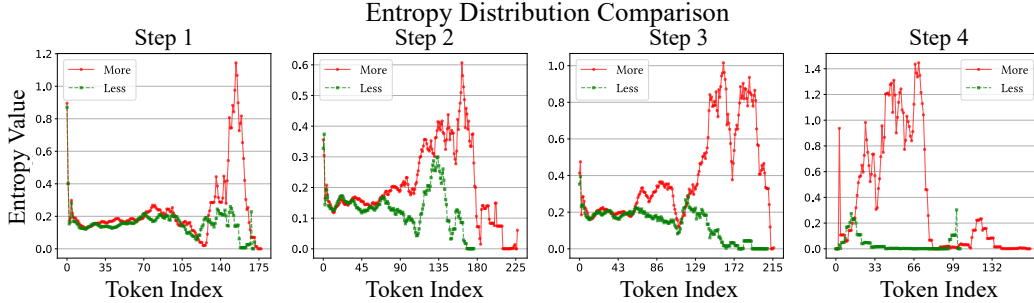 Entropy Distribution Comparison
Step 1
Step 2
Step 3
Step 4
Entropy Value
1.2
1.0
0.8
0.6
0.4
0.2
0.0
More
Less
0 35 70 105 140 175
Token Index
0.6
0.5
0.4
0.3
0.2
0.1
0.0
More
Less
0 45 90 135 180 225
Token Index
1.0
0.8
0.6
0.4
0.2
0.0
More
Less
0 43 86 129 172 215
Token Index
1.4
1.2
1.0
0.8
0.6
0.4
0.2
0.0
More
Less
0 33 66 99 132
Token Index